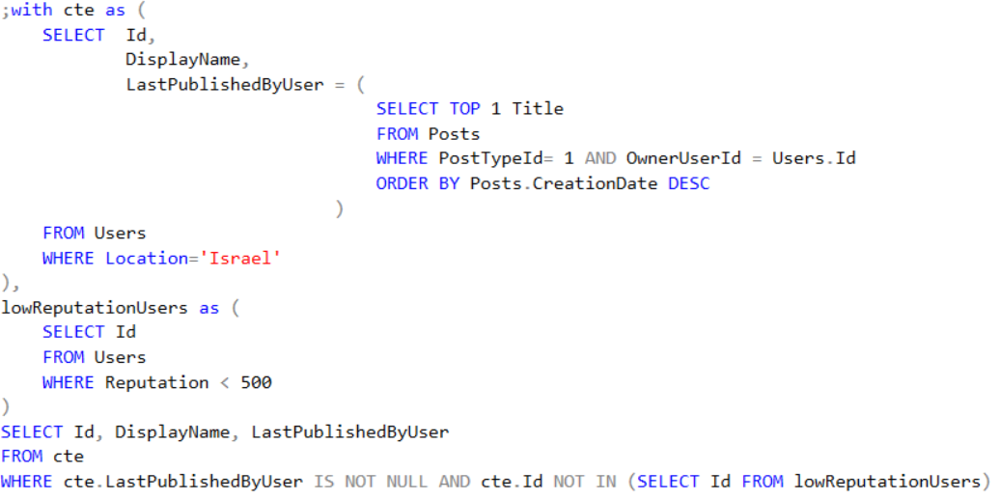 ;with cte as (
    SELECT  Id,
            DisplayName,
            LastPublishedByUser = (
                                    SELECT TOP 1 Title
                                    FROM Posts
                                    WHERE PostTypeId= 1 AND OwnerUserId = Users.Id
                                    ORDER BY Posts.CreationDate DESC
                                )
    FROM Users
    WHERE Location='Israel'
),
lowReputationUsers as (
    SELECT Id
    FROM Users
    WHERE Reputation < 500
)
SELECT Id, DisplayName, LastPublishedByUser
FROM cte
WHERE cte.LastPublishedByUser IS NOT NULL AND cte.Id NOT IN (SELECT Id FROM lowReputationUsers)